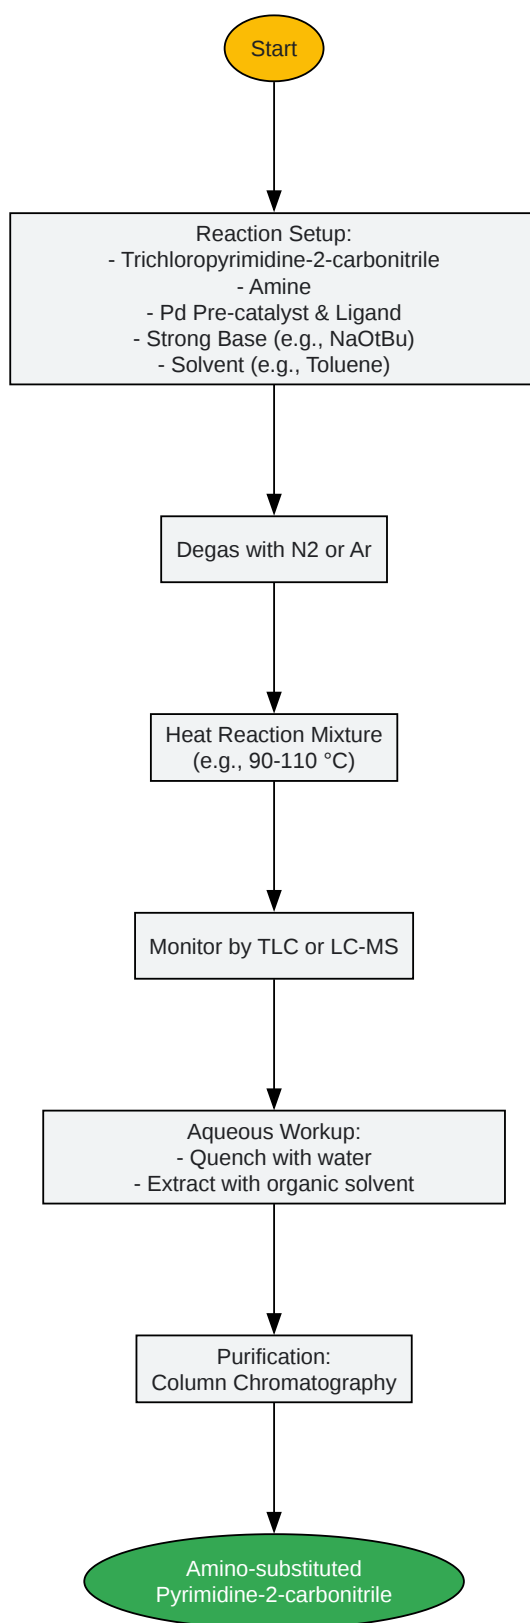 Start
Reaction Setup:
- Trichloropyrimidine-2-carbonitrile
- Amine
- Pd Pre-catalyst & Ligand
- Strong Base (e.g., NaOtBu)
- Solvent (e.g., Toluene)
Degas with N2 or Ar
Heat Reaction Mixture
(e.g., 90-110 °C)
Monitor by TLC or LC-MS
Aqueous Workup:
- Quench with water
- Extract with organic solvent
Purification:
Column Chromatography
Amino-substituted
Pyrimidine-2-carbonitrile